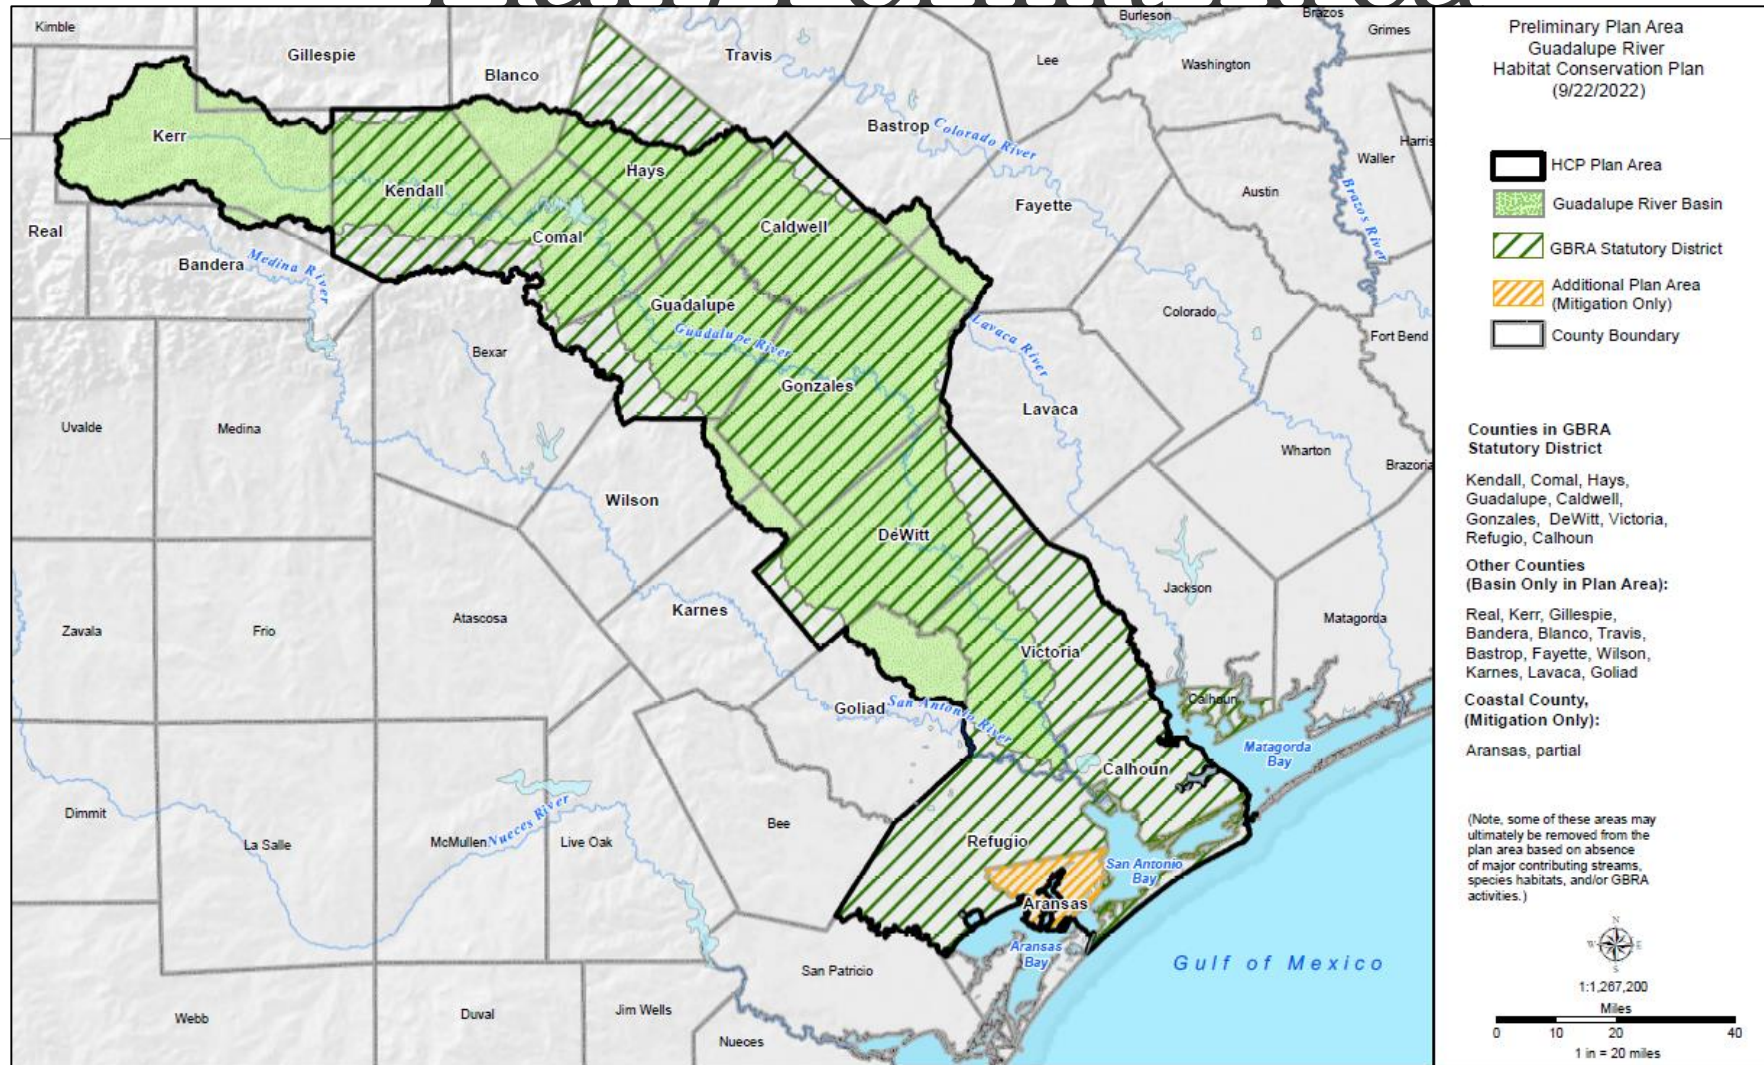 Plan / Permit Area
Kimble
Gillespie
Blanco
Travis
Burleson
Brazos
Grimes
Lee
Washington
Kerr
Kendall
Hays
Bastrop
Colorado River
Waller
Harris
Austin
Brazos River
Real
Bandera
Medina River
Comal
Caldwell
Fayette
Guadalupe
Guadalupe River
Lavaca River
Colorado
Fort Bend
Bexar
Gonzales
Lavaca
Uvalde
Medina
Wharton
Brazoria
Wilson
DeWitt
Jackson
Matagorda
Zavala
Frio
Atascosa
Karnes
Victoria
Goliad
San Antonio River
Calhoun
Matagorda
Bay
Calhoun
Dimmit
La Salle
McMullen
Nueces River
Live Oak
Bee
Refugio
San Antonio
Bay
Aransas
Aransas
Bay
Gulf of Mexico
San Patricio
Webb
Duval
Jim Wells
Nueces
Preliminary Plan Area
Guadalupe River
Habitat Conservation Plan
(9/22/2022)
HCP Plan Area
Guadalupe River Basin
GBRA Statutory District
Additional Plan Area
(Mitigation Only)
County Boundary
Counties in GBRA
Statutory District
Kendall, Comal, Hays,
Guadalupe, Caldwell,
Gonzales, DeWitt, Victoria,
Refugio, Calhoun
Other Counties
(Basin Only in Plan Area):
Real, Kerr, Gillespie,
Bandera, Blanco, Travis,
Bastrop, Fayette, Wilson,
Karnes, Lavaca, Goliad
Coastal County,
(Mitigation Only):
Aransas, partial
(Note, some of these areas may
ultimately be removed from the
plan area based on absence
of major contributing streams,
species habitats, and/or GBRA
activities.)
N
W E
S
1:1,267,200
Miles
0 10 20 40
1 in = 20 miles